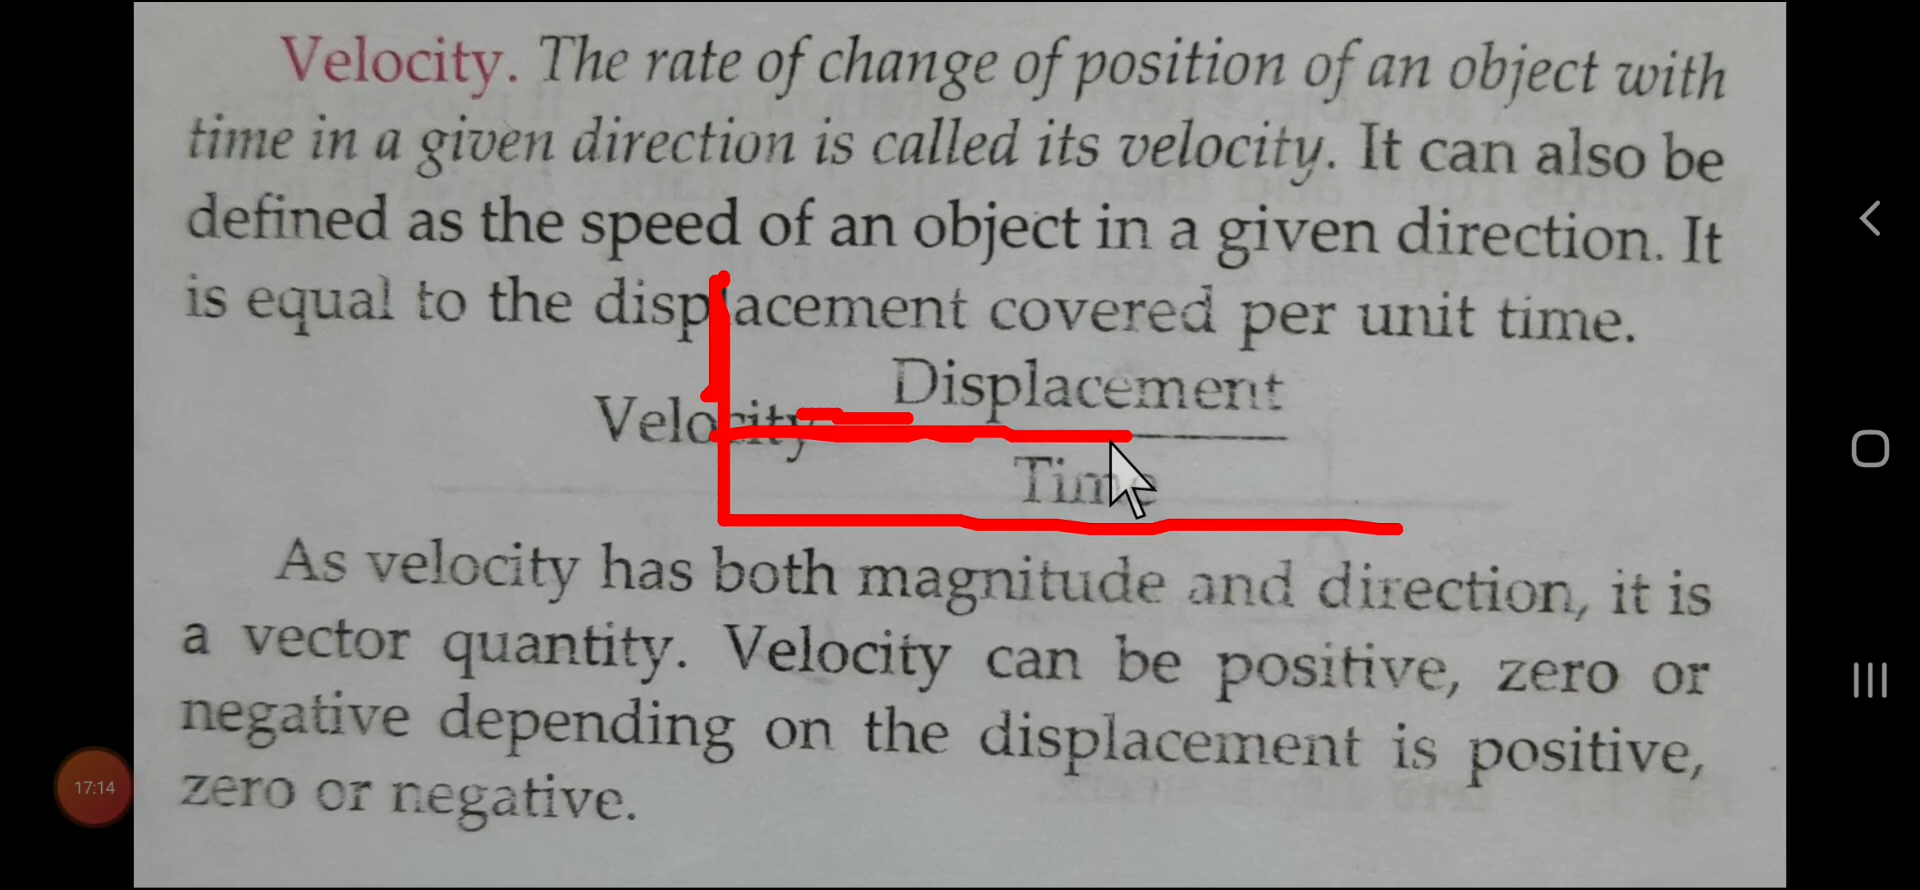 Velocity. The rate of change of position of an object with
time in a given direction is called its velocity. It can also be
defined as the speed of an object in a given direction. It
is equal to the displacement covered per unit time.
Displacement
Velocity
Time
As velocity has both magnitude and direction, it is
a vector quantity. Velocity can be positive, zero or
negative depending on the displacement is positive,
zero or negative.
17:14